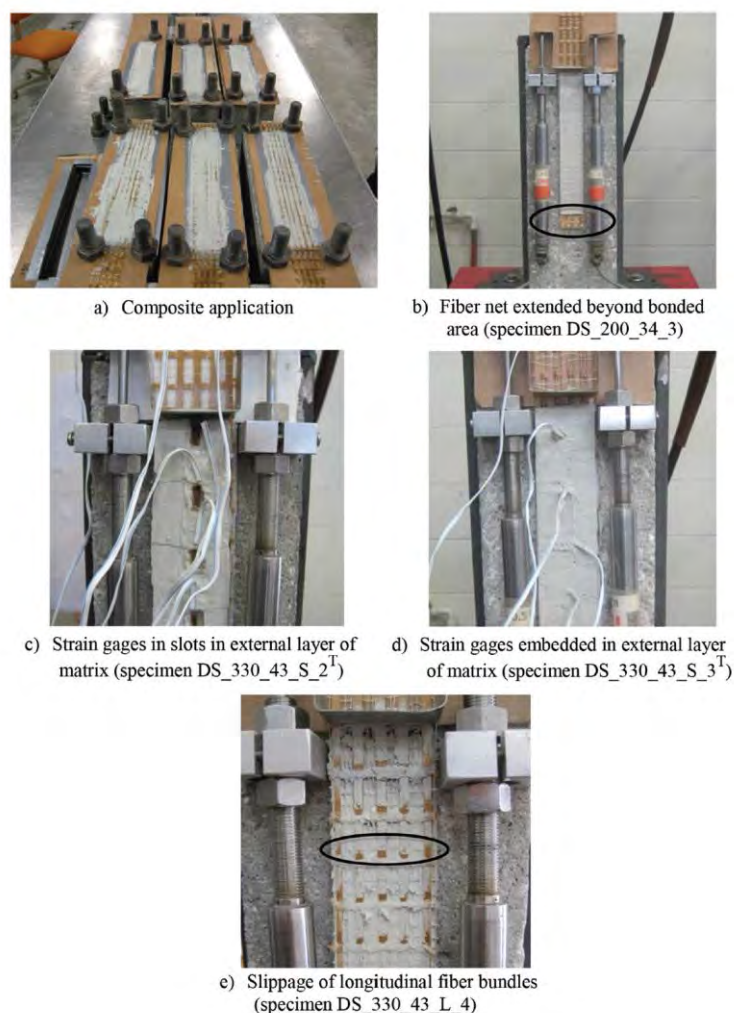 a) Composite application
b) Fiber net extended beyond bonded
area (specimen DS_200_34_3)
c) Strain gages in slots in external layer of
matrix (specimen DS_330_43_S_2ᵀ)
d) Strain gages embedded in external layer
of matrix (specimen DS_330_43_S_3ᵀ)
e) Slippage of longitudinal fiber bundles
(specimen DS_330_43_L_4)